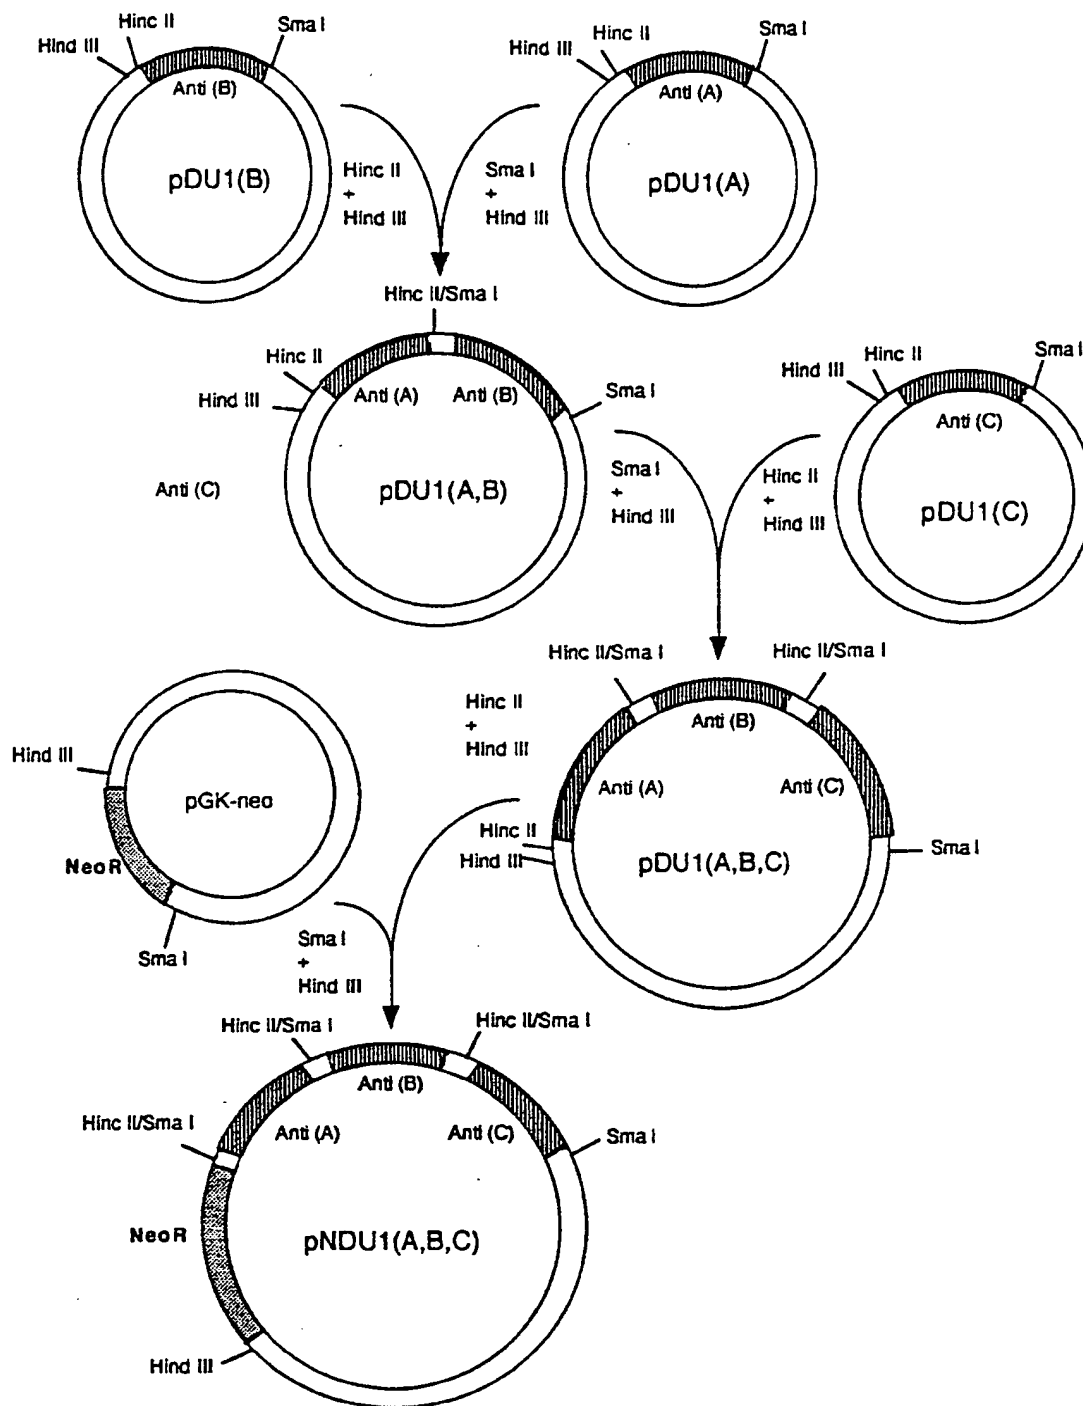 Hinc II
Hind III
Sma I
Anti (B)
pDU1(B)
Hinc II
+
Hind III
Hinc II
Hind III
Sma I
Anti (A)
pDU1(A)
Sma I
+
Hind III
Hinc II/Sma I
Hinc II
Hind III
Anti (A)
Anti (B)
Sma I
Anti (C)
pDU1(A,B)
Sma I
+
Hind III
Hinc II
+
Hind III
Hinc II
Hind III
Sma I
Anti (C)
pDU1(C)
Hinc II/Sma I
Hinc II/Sma I
Hinc II
+
Hind III
Anti (B)
Anti (A)
Anti (C)
Hinc II
Hind III
Sma I
pDU1(A,B,C)
Hind III
pGK-neo
NeoR
Sma I
Sma I
+
Hind III
Hinc II/Sma I
Hinc II/Sma I
Anti (B)
Hinc II/Sma I
Anti (A)
Anti (C)
Sma I
NeoR
pNDU1(A,B,C)
Hind III